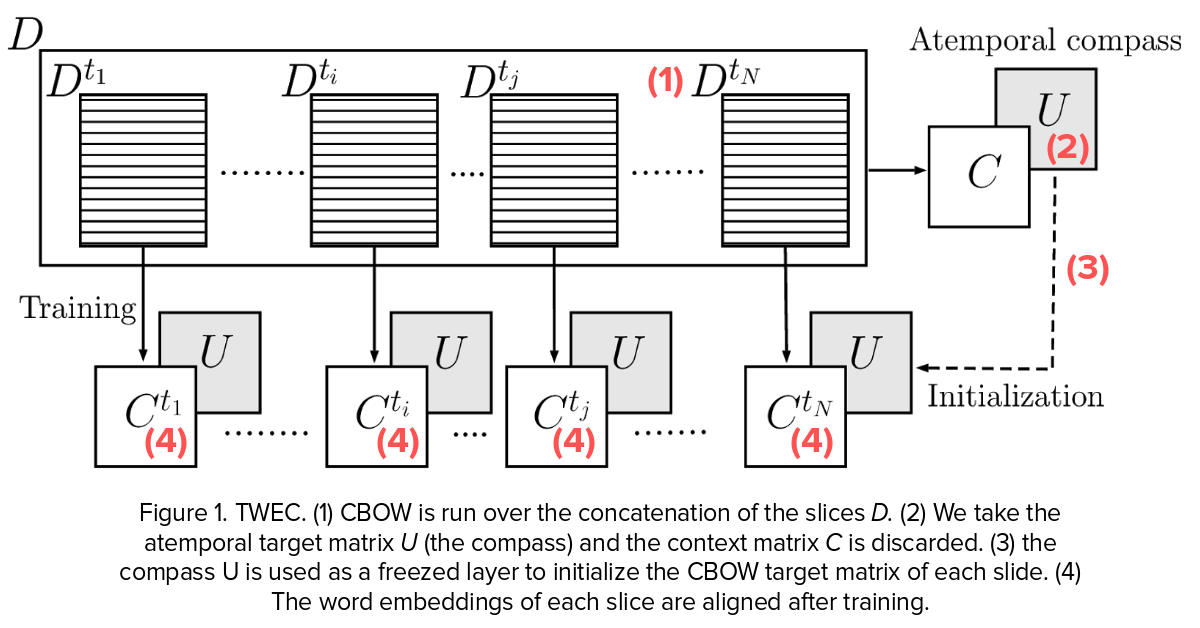 D
Atemporal compass
D^{t_1} D^{t_i} D^{t_j} (1) D^{t_N}
U
(2)
C
(3)
Training
U U U U
Initialization
C^{t_1} C^{t_i} C^{t_j} C^{t_N}
(4) (4) (4) (4)
Figure 1. TWEC. (1) CBOW is run over the concatenation of the slices D. (2) We take the
atemporal target matrix U (the compass) and the context matrix C is discarded. (3) the
compass U is used as a freezed layer to initialize the CBOW target matrix of each slide. (4)
The word embeddings of each slice are aligned after training.